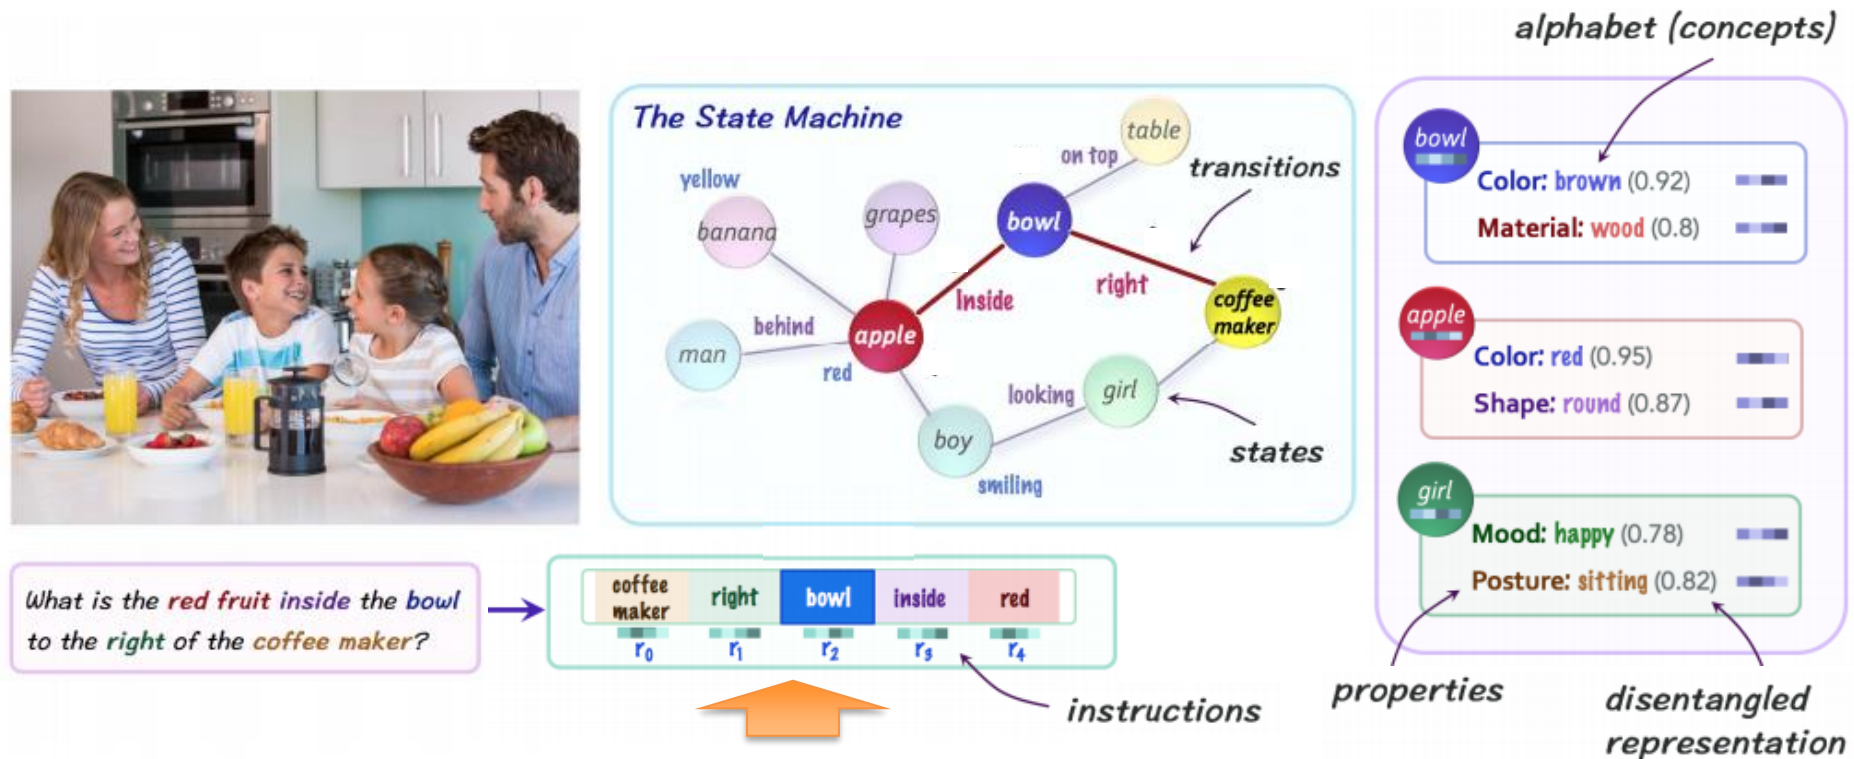 alphabet (concepts)
The State Machine
table
on top
transitions
yellow
banana
grapes
bowl
right
Inside
coffee
maker
behind
man
apple
red
looking
girl
boy
smiling
states
bowl
Color: brown (0.92)
Material: wood (0.8)
apple
Color: red (0.95)
Shape: round (0.87)
girl
Mood: happy (0.78)
Posture: sitting (0.82)
What is the red fruit inside the bowl
to the right of the coffee maker?
coffee
maker
right
bowl
inside
red
r0
r1
r2
r3
r4
instructions
properties
disentangled
representation